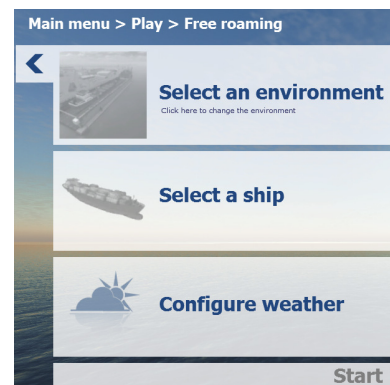 Main menu > Play > Free roaming
Select an environment
Click here to change the environment
Select a ship
Configure weather
Start